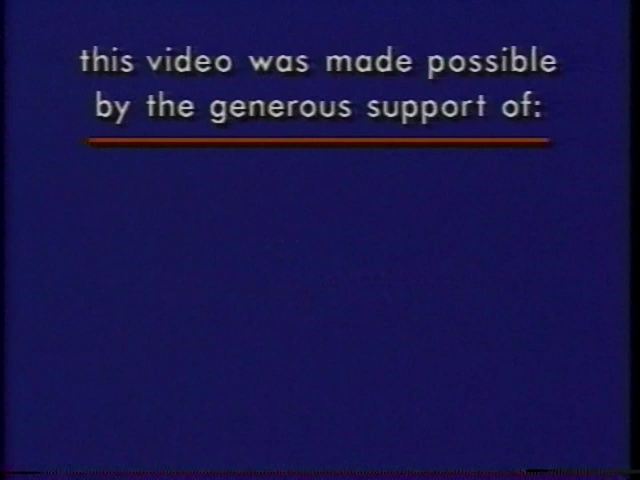 this video was made possible
by the generous support of: